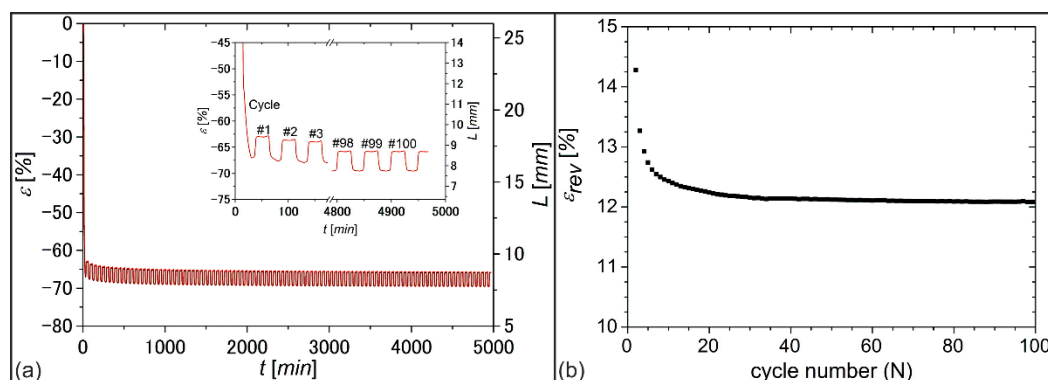 0
-10
-20
-30
-40
-50
-60
-70
-80
ε [%]
0
1000
2000
3000
4000
5000
t [min]
25
20
15
10
5
L [mm]
(a)
-45
-50
-55
-60
-65
-70
-75
ε [%]
Cycle
#1 #2 #3 #98 #99 #100
0 100 4800 4900 5000
t [min]
14
13
12
11
10
9
8
7
L [mm]
15
14
13
12
11
10
εrev [%]
0 20 40 60 80 100
cycle number (N)
(b)